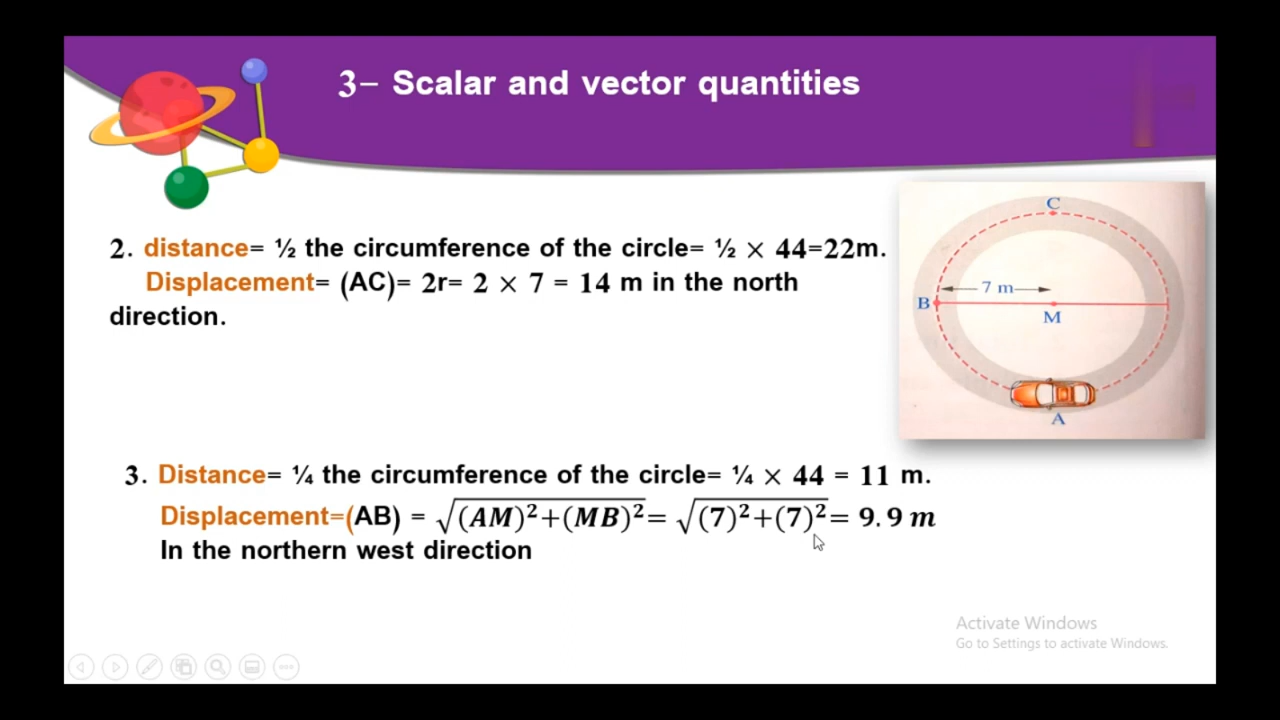 3– Scalar and vector quantities
2. distance= ½ the circumference of the circle= ½ × 44=22m.
Displacement= (AC)= 2r= 2 × 7 = 14 m in the north
direction.
C
7 m
B
M
A
3. Distance= ¼ the circumference of the circle= ¼ × 44 = 11 m.
Displacement=(AB) = √(AM)²+(MB)²= √(7)²+(7)²= 9.9 m
In the northern west direction
Activate Windows
Go to Settings to activate Windows.